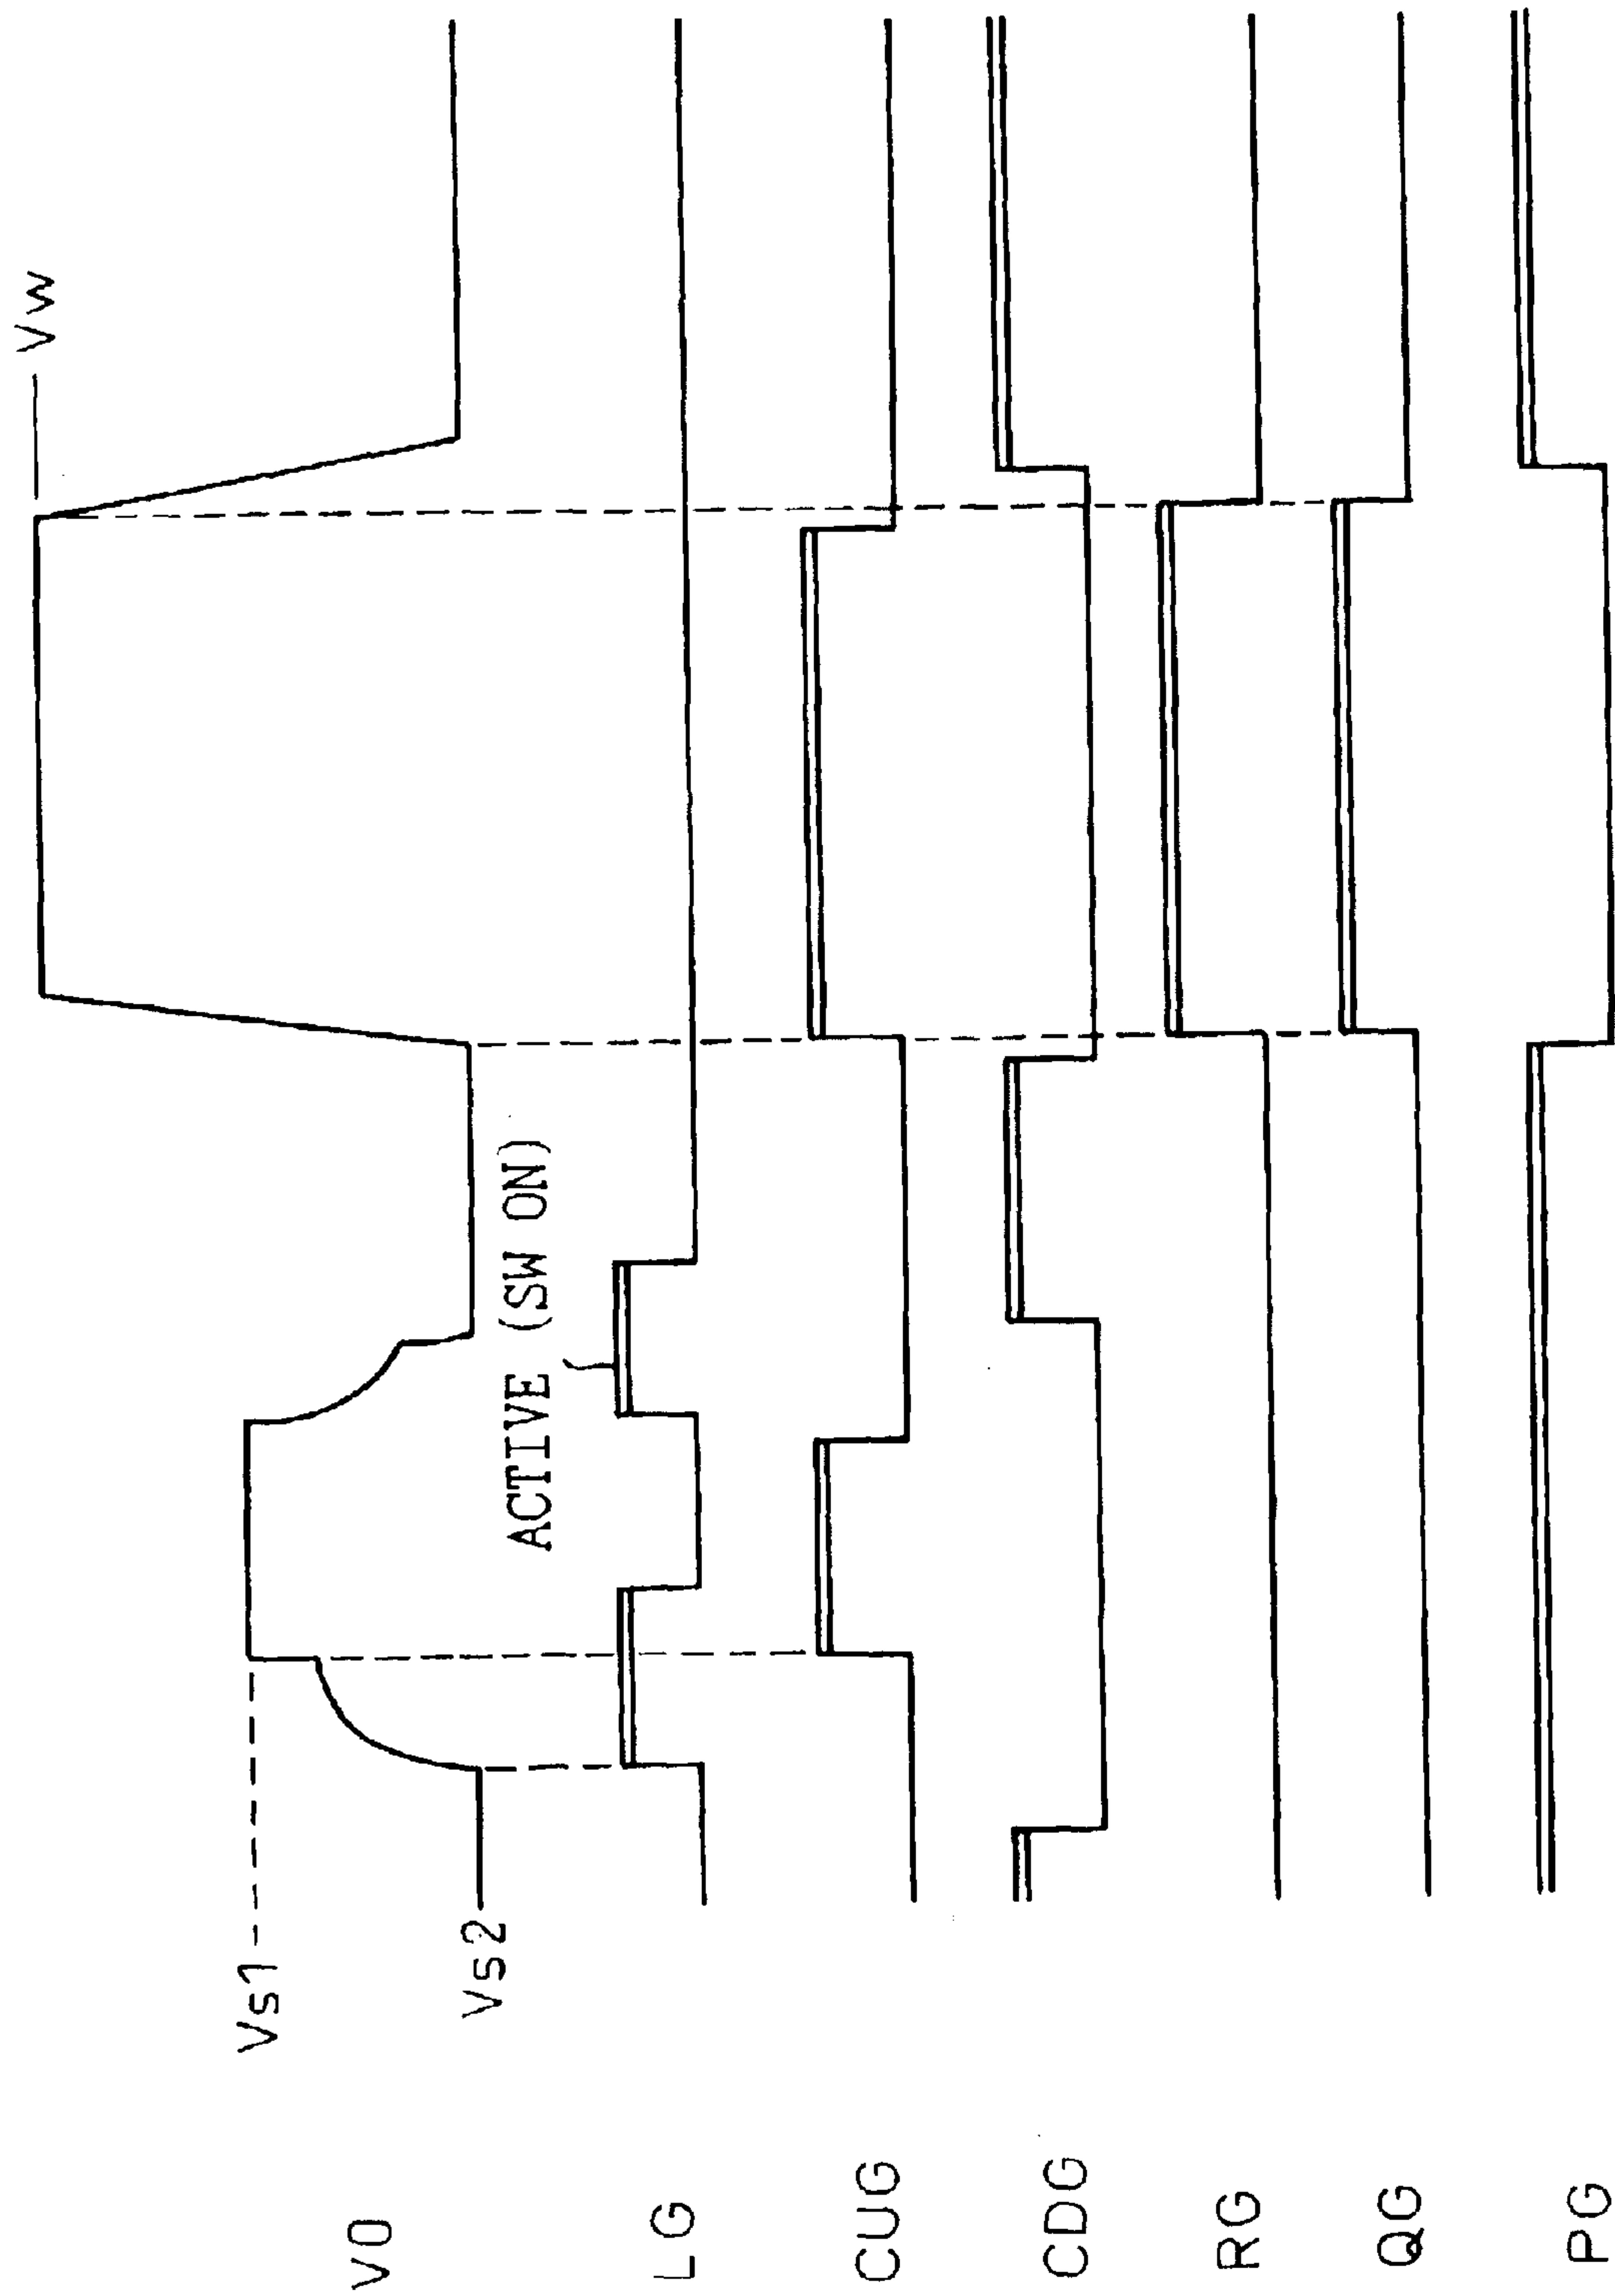 Vw
Vs1
V0
Vs2
ACTIVE (SW ON)
LG
CUG
CDG
RG
QG
PG